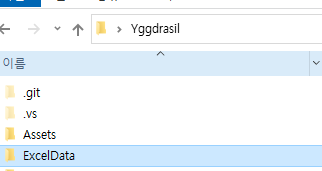 Yggdrasil
이름
.git
.vs
Assets
ExcelData